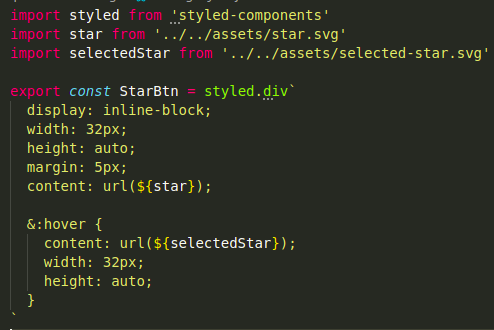 import styled from 'styled-components'
import star from '../../assets/star.svg'
import selectedStar from '../../assets/selected-star.svg'
export const StarBtn = styled.div`
display: inline-block;
width: 32px;
height: auto;
margin: 5px;
content: url(${star});
&:hover {
content: url(${selectedStar});
width: 32px;
height: auto;
}
`